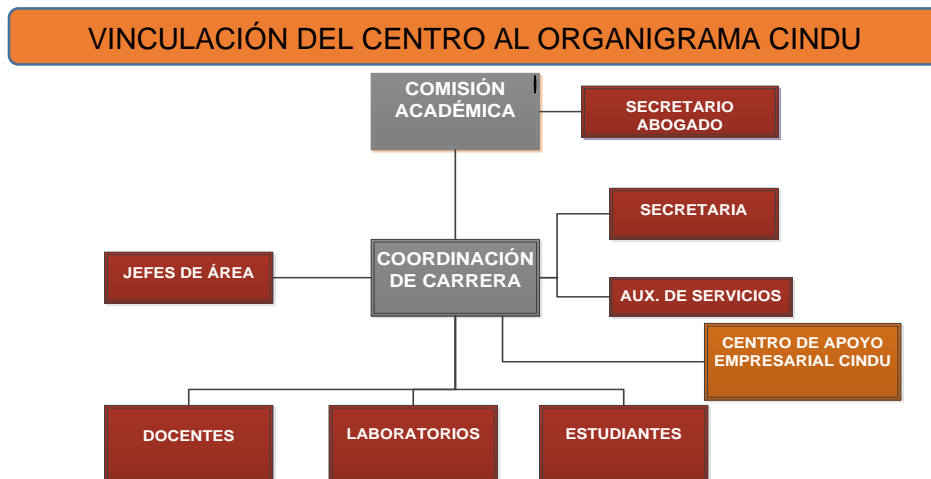 VINCULACIÓN DEL CENTRO AL ORGANIGRAMA CINDU
COMISIÓN
ACADÉMICA
SECRETARIO
ABOGADO
SECRETARIA
COORDINACIÓN
DE CARRERA
JEFES DE ÁREA
AUX. DE SERVICIOS
CENTRO DE APOYO
EMPRESARIAL CINDU
DOCENTES
LABORATORIOS
ESTUDIANTES